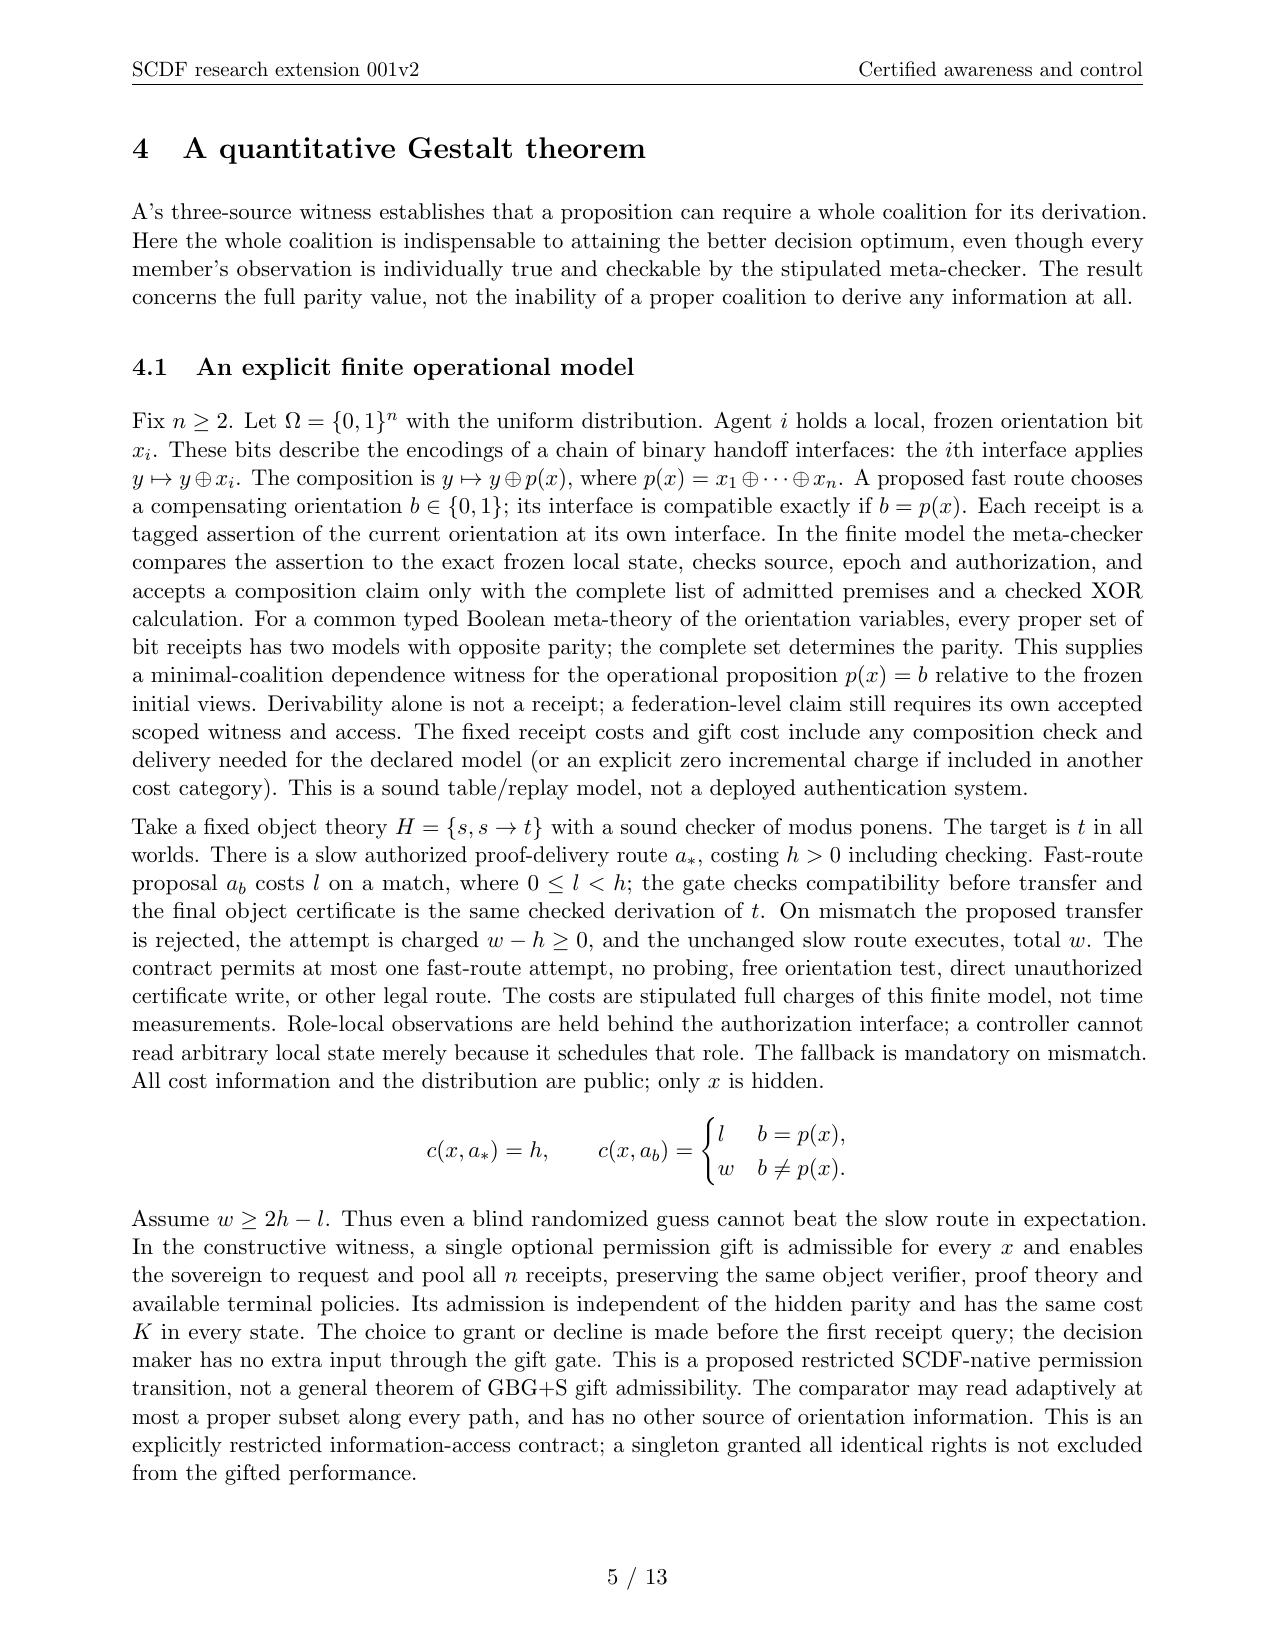 SCDF research extension 001v2 Certified awareness and control
4 A quantitative Gestalt theorem
A's three-source witness establishes that a proposition can require a whole coalition for its derivation.
Here the whole coalition is indispensable to attaining the better decision optimum, even though every
member's observation is individually true and checkable by the stipulated meta-checker. The result
concerns the full parity value, not the inability of a proper coalition to derive any information at all.
4.1 An explicit finite operational model
Fix n ≥ 2. Let Ω = {0, 1}ⁿ with the uniform distribution. Agent i holds a local, frozen orientation bit
xᵢ. These bits describe the encodings of a chain of binary handoff interfaces: the ith interface applies
y ↦ y ⊕ xᵢ. The composition is y ↦ y ⊕ p(x), where p(x) = x₁ ⊕ ··· ⊕ xₙ. A proposed fast route chooses
a compensating orientation b ∈ {0, 1}; its interface is compatible exactly if b = p(x). Each receipt is a
tagged assertion of the current orientation at its own interface. In the finite model the meta-checker
compares the assertion to the exact frozen local state, checks source, epoch and authorization, and
accepts a composition claim only with the complete list of admitted premises and a checked XOR
calculation. For a common typed Boolean meta-theory of the orientation variables, every proper set of
bit receipts has two models with opposite parity; the complete set determines the parity. This supplies
a minimal-coalition dependence witness for the operational proposition p(x) = b relative to the frozen
initial views. Derivability alone is not a receipt; a federation-level claim still requires its own accepted
scoped witness and access. The fixed receipt costs and gift cost include any composition check and
delivery needed for the declared model (or an explicit zero incremental charge if included in another
cost category). This is a sound table/replay model, not a deployed authentication system.
Take a fixed object theory H = {s, s → t} with a sound checker of modus ponens. The target is t in all
worlds. There is a slow authorized proof-delivery route a∗, costing h > 0 including checking. Fast-route
proposal a_b costs l on a match, where 0 ≤ l < h; the gate checks compatibility before transfer and
the final object certificate is the same checked derivation of t. On mismatch the proposed transfer
is rejected, the attempt is charged w − h ≥ 0, and the unchanged slow route executes, total w. The
contract permits at most one fast-route attempt, no probing, free orientation test, direct unauthorized
certificate write, or other legal route. The costs are stipulated full charges of this finite model, not time
measurements. Role-local observations are held behind the authorization interface; a controller cannot
read arbitrary local state merely because it schedules that role. The fallback is mandatory on mismatch.
All cost information and the distribution are public; only x is hidden.
c(x, a∗) = h, c(x, a_b) = { l b = p(x),
w b ≠ p(x).
Assume w ≥ 2h − l. Thus even a blind randomized guess cannot beat the slow route in expectation.
In the constructive witness, a single optional permission gift is admissible for every x and enables
the sovereign to request and pool all n receipts, preserving the same object verifier, proof theory and
available terminal policies. Its admission is independent of the hidden parity and has the same cost
K in every state. The choice to grant or decline is made before the first receipt query; the decision
maker has no extra input through the gift gate. This is a proposed restricted SCDF-native permission
transition, not a general theorem of GBG+S gift admissibility. The comparator may read adaptively at
most a proper subset along every path, and has no other source of orientation information. This is an
explicitly restricted information-access contract; a singleton granted all identical rights is not excluded
from the gifted performance.
5 / 13